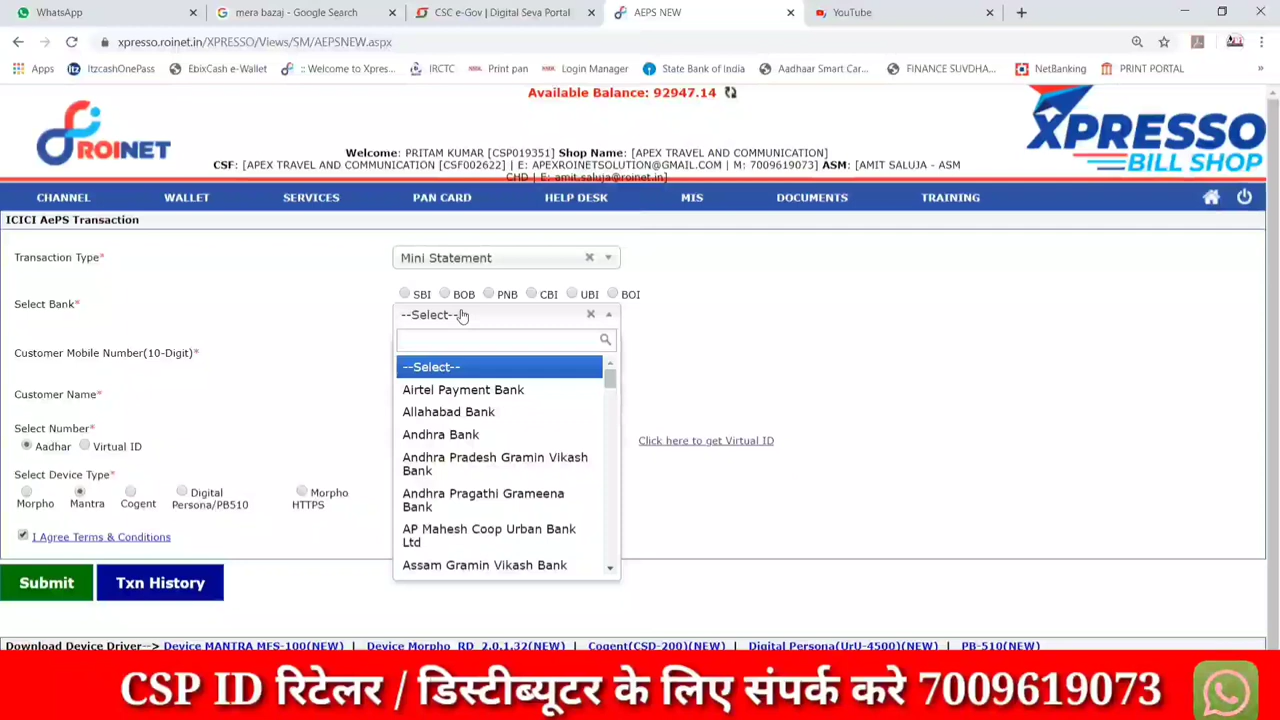 WhatsApp
mera bazaj - Google Search
CSC e-Gov | Digital Seva Portal
AEPS NEW
YouTube
xpresso.roinet.in/XPRESSO/Views/SM/AEPSNEW.aspx
Apps ItzcashOnePass EbixCash e-Wallet :: Welcome to Xpres... IRCTC Print pan Login Manager State Bank of India Aadhaar Smart Car... FINANCE SUVDHA... NetBanking PRINT PORTAL »
Available Balance: 92947.14
ROINET
XPRESSO
BILL SHOP
Welcome: PRITAM KUMAR [CSP019351] Shop Name: [APEX TRAVEL AND COMMUNICATION]
CSF: [APEX TRAVEL AND COMMUNICATION [CSF002622] | E: APEXROINETSOLUTION@GMAIL.COM | M: 7009619073] ASM: [AMIT SALUJA - ASM
CHD | E: amit.saluja@roinet.in]
CHANNEL WALLET SERVICES PAN CARD HELP DESK MIS DOCUMENTS TRAINING
ICICI AePS Transaction
Transaction Type* Mini Statement
SBI BOB PNB CBI UBI BOI
Select Bank*
--Select--
--Select--
Airtel Payment Bank
Allahabad Bank
Andhra Bank
Andhra Pradesh Gramin Vikash
Bank
Andhra Pragathi Grameena
Bank
AP Mahesh Coop Urban Bank
Ltd
Assam Gramin Vikash Bank
Customer Mobile Number(10-Digit)*
Customer Name*
Select Number*
Aadhar Virtual ID
Click here to get Virtual ID
Select Device Type*
Morpho Mantra Cogent Digital
Persona/PB510 Morpho
HTTPS
I Agree Terms & Conditions
Submit Txn History
Download Device Driver--> Device MANTRA MFS-100(NEW) | Device Morpho RD 2.0.1.32(NEW) | Cogent(CSD-200)(NEW) | Digital Persona(UrU-4500)(NEW) | PB-510(NEW)
CSP ID रिटेलर / डिस्टीब्यूटर के लिए संपर्क करे 7009619073